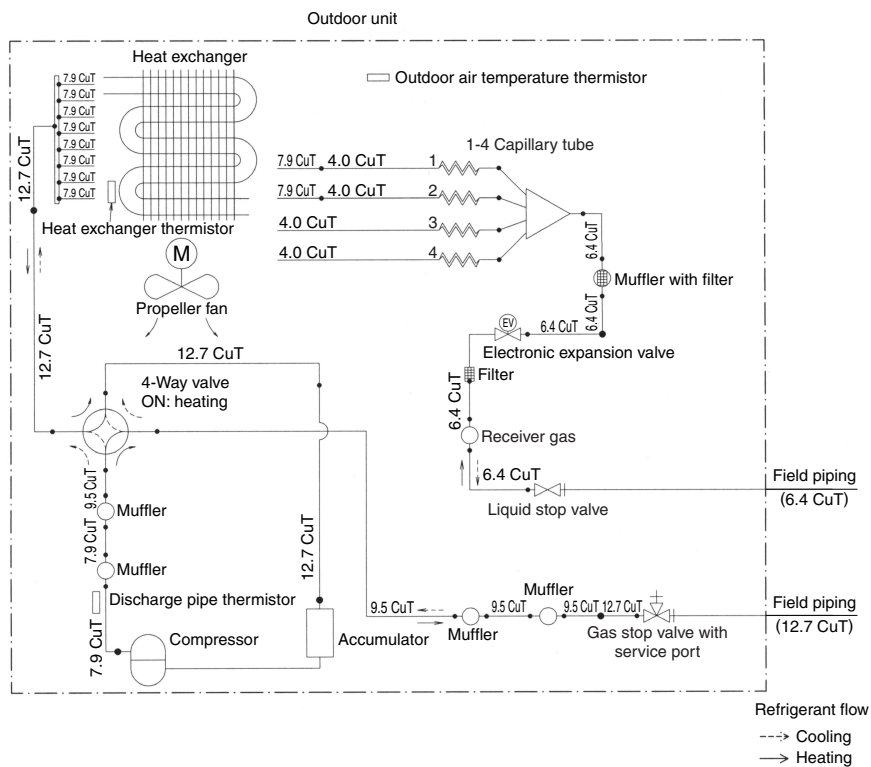 Outdoor unit
Heat exchanger
7.9 CuT
7.9 CuT
7.9 CuT
7.9 CuT
7.9 CuT
7.9 CuT
7.9 CuT
7.9 CuT
12.7 CuT
Heat exchanger thermistor
Outdoor air temperature thermistor
1-4 Capillary tube
7.9 CuT 4.0 CuT 1
7.9 CuT 4.0 CuT 2
4.0 CuT 3
4.0 CuT 4
6.4 CuT
Muffler with filter
6.4 CuT
M
Propeller fan
EV
6.4 CuT
Electronic expansion valve
Filter
6.4 CuT
Receiver gas
6.4 CuT
Liquid stop valve
Field piping
(6.4 CuT)
12.7 CuT
12.7 CuT
4-Way valve
ON: heating
9.5 CuT
Muffler
7.9 CuT
Muffler
Discharge pipe thermistor
7.9 CuT
Compressor
12.7 CuT
Accumulator
9.5 CuT
Muffler
9.5 CuT
Muffler
9.5 CuT
12.7 CuT
Gas stop valve with
service port
Field piping
(12.7 CuT)
Refrigerant flow
Cooling
Heating